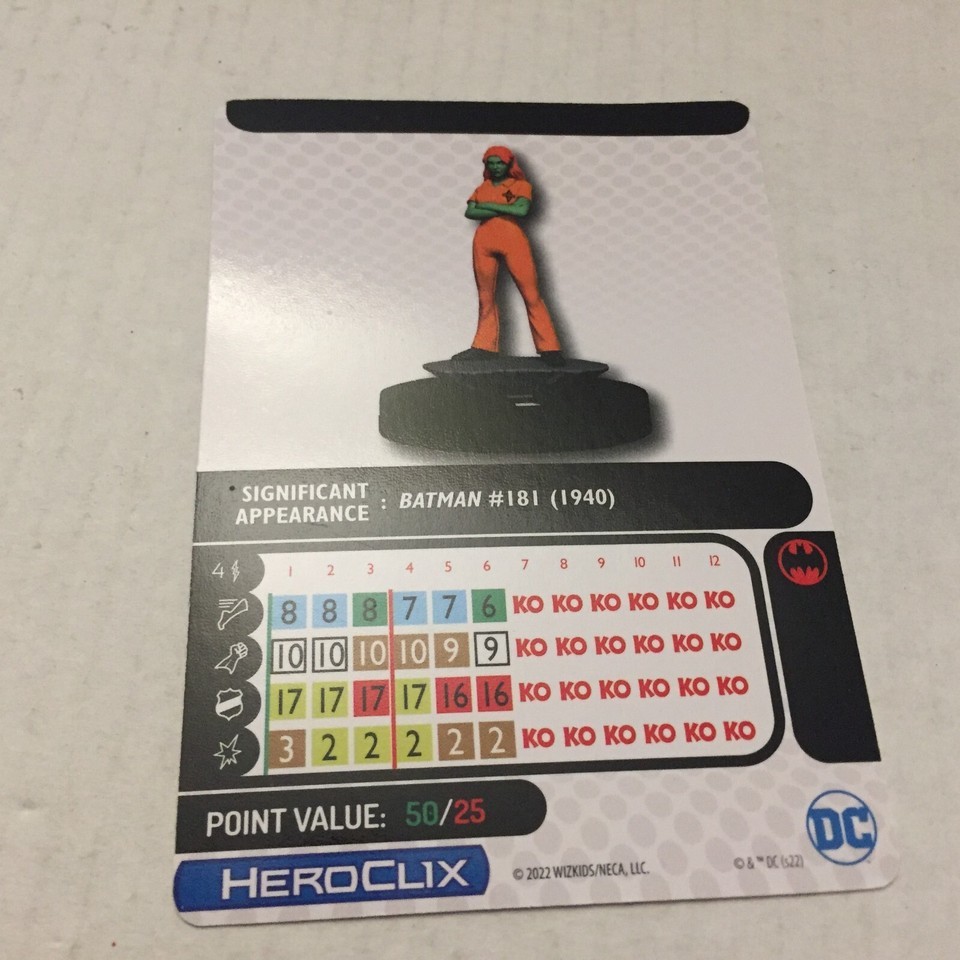 SIGNIFICANT
APPEARANCE : BATMAN #181 (1940)
4 1 2 3 4 5 6 7 8 9 10 11 12
8 8 8 7 7 6 KO KO KO KO KO KO
10 10 10 10 9 9 KO KO KO KO KO KO
17 17 17 17 16 16 KO KO KO KO KO KO
3 2 2 2 2 2 KO KO KO KO KO KO
POINT VALUE: 50/25
DC
HEROCLIX
© 2022 WIZKIDS/NECA, LLC.
© & ™ DC (s22)